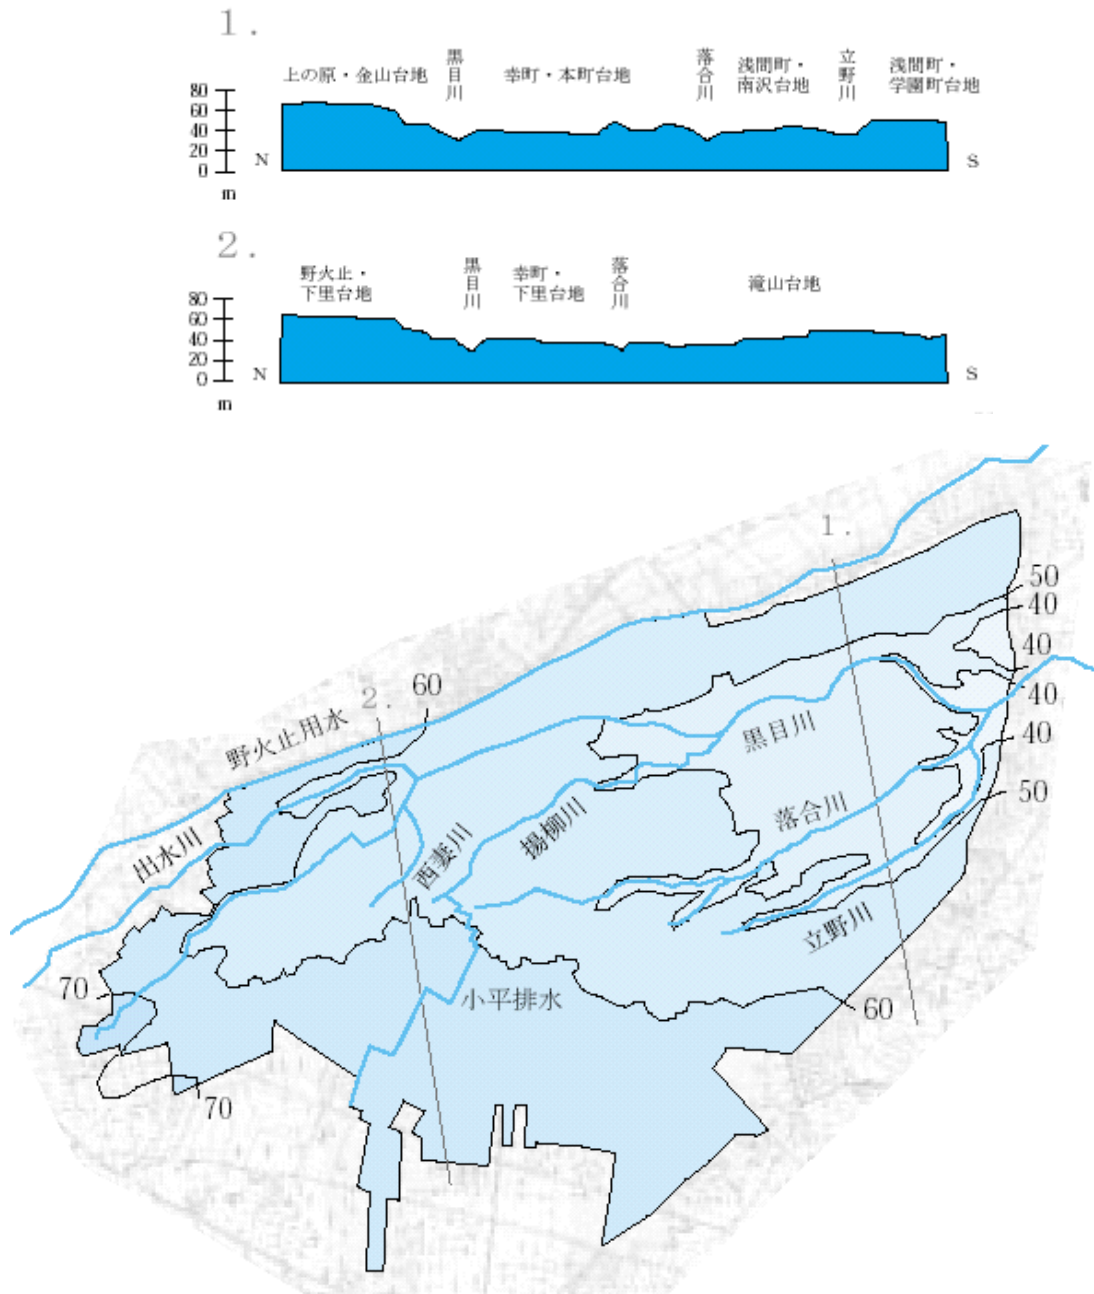 1.
上の原・金山台地
黒目川
幸町・本町台地
落合川
浅間町・
南沢台地
立野川
浅間町・
学園町台地
80
60
40
20
0
m
N
S
2.
野火止・
下里台地
黒目川
幸町・
下里台地
落合川
滝山台地
80
60
40
20
0
m
N
S
1.
50
40
40
40
40
50
2.
60
野火止用水
黒目川
出水川
西妻川
揚柳川
落合川
立野川
小平排水
70
60
70